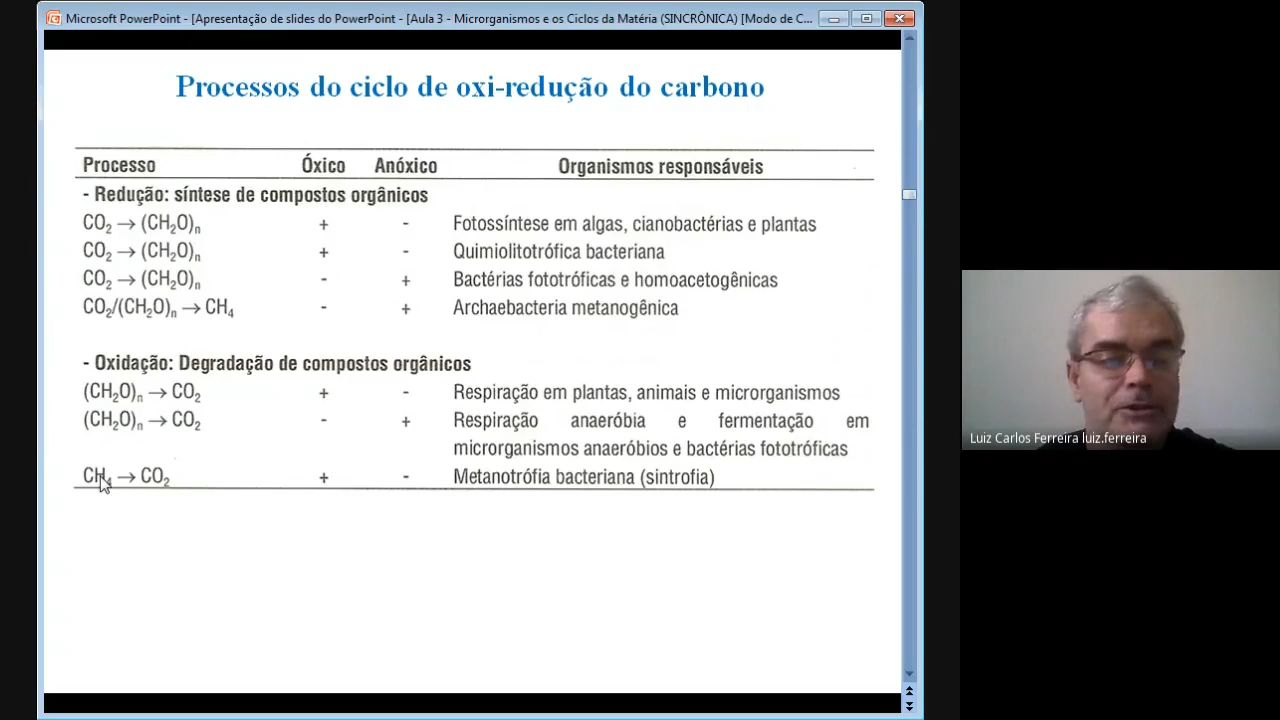 Microsoft PowerPoint - [Apresentação de slides do PowerPoint - [Aula 3 - Microrganismos e os Ciclos da Matéria (SINCRÔNICA) [Modo de C...
Processos do ciclo de oxi-redução do carbono
Processo Óxico Anóxico Organismos responsáveis
- Redução: síntese de compostos orgânicos
CO₂ → (CH₂O)ₙ + - Fotossíntese em algas, cianobactérias e plantas
CO₂ → (CH₂O)ₙ + - Quimiolitotrófica bacteriana
CO₂ → (CH₂O)ₙ - + Bactérias fototróficas e homoacetogênicas
CO₂/(CH₂O)ₙ → CH₄ - + Archaebacteria metanogênica
- Oxidação: Degradação de compostos orgânicos
(CH₂O)ₙ → CO₂ + - Respiração em plantas, animais e microrganismos
(CH₂O)ₙ → CO₂ - + Respiração anaeróbia e fermentação em
microrganismos anaeróbios e bactérias fototróficas
CH₄ → CO₂ + - Metanotrófia bacteriana (sintrofia)
Luiz Carlos Ferreira luiz.ferreira